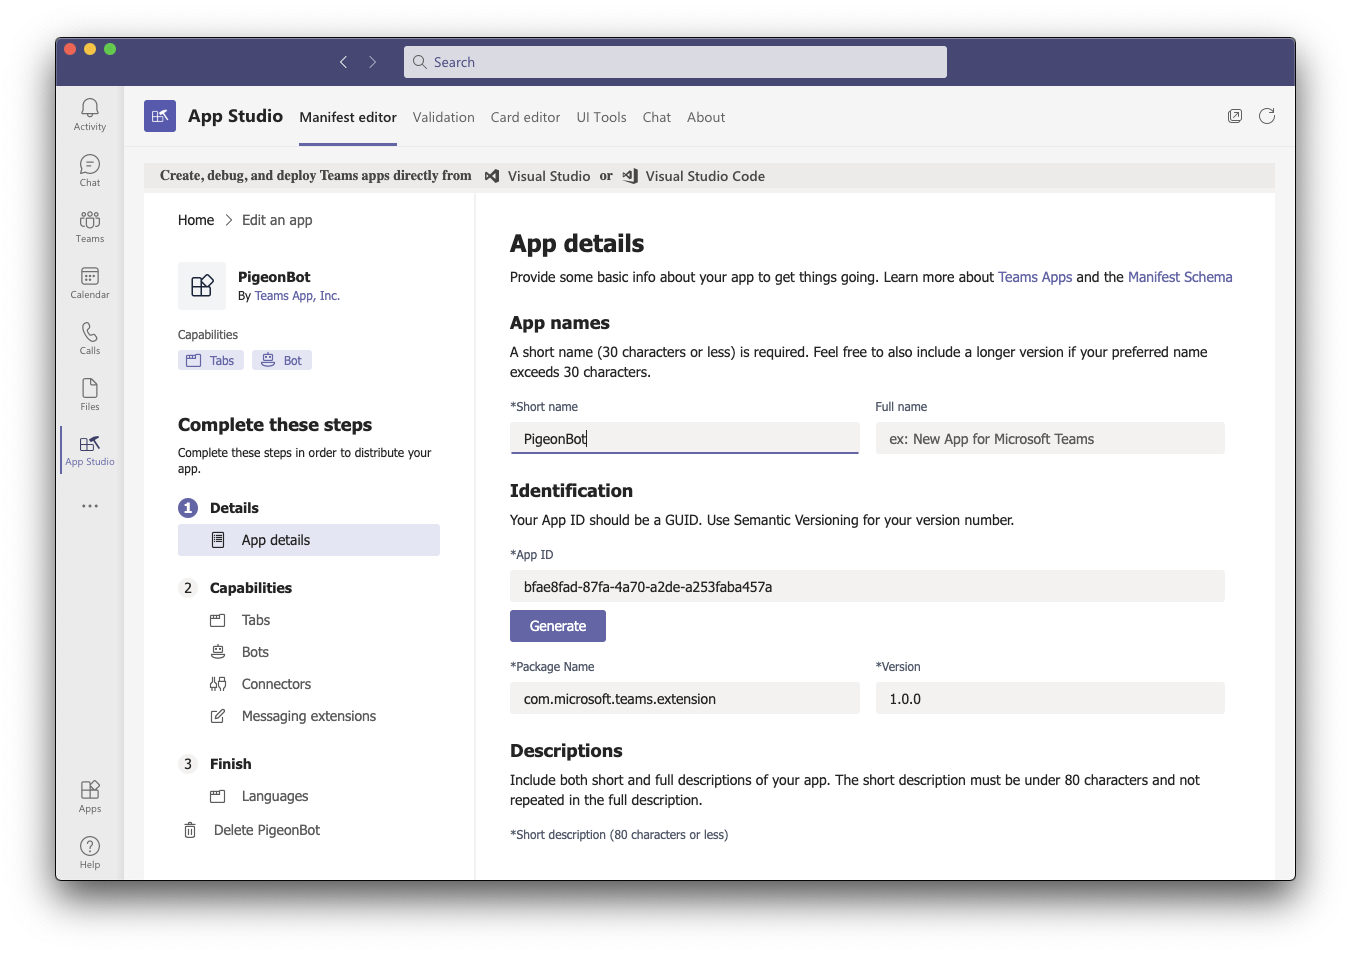 Search
Activity
Chat
Teams
Calendar
Calls
Files
App Studio
Apps
Help
App Studio
Manifest editor
Validation
Card editor
UI Tools
Chat
About
Create, debug, and deploy Teams apps directly from Visual Studio or Visual Studio Code
Home > Edit an app
PigeonBot
By Teams App, Inc.
Capabilities
Tabs
Bot
Complete these steps
Complete these steps in order to distribute your
app.
1 Details
App details
2 Capabilities
Tabs
Bots
Connectors
Messaging extensions
3 Finish
Languages
Delete PigeonBot
App details
Provide some basic info about your app to get things going. Learn more about Teams Apps and the Manifest Schema
App names
A short name (30 characters or less) is required. Feel free to also include a longer version if your preferred name
exceeds 30 characters.
*Short name
PigeonBot
Full name
ex: New App for Microsoft Teams
Identification
Your App ID should be a GUID. Use Semantic Versioning for your version number.
*App ID
bfae8fad-87fa-4a70-a2de-a253faba457a
Generate
*Package Name
com.microsoft.teams.extension
*Version
1.0.0
Descriptions
Include both short and full descriptions of your app. The short description must be under 80 characters and not
repeated in the full description.
*Short description (80 characters or less)